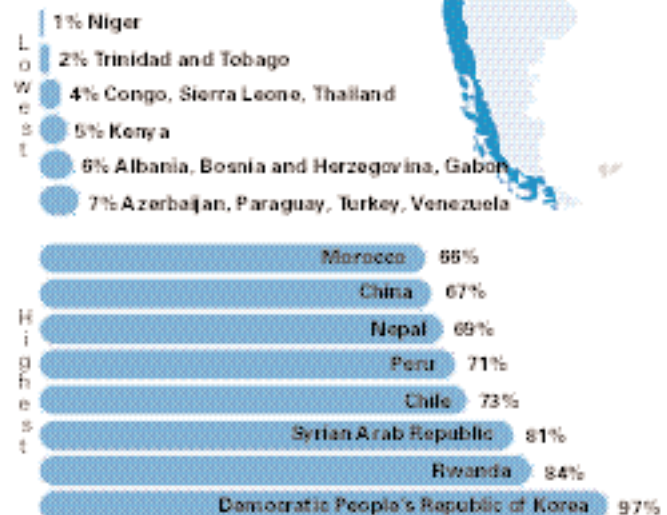 Lowest
1% Niger
2% Trinidad and Tobago
4% Congo, Sierra Leone, Thailand
5% Kenya
6% Albania, Bosnia and Herzegovina, Gabon
7% Azerbaijan, Paraguay, Turkey, Venezuela
Highest
Morocco 66%
China 67%
Nepal 69%
Peru 71%
Chile 73%
Syrian Arab Republic 81%
Rwanda 84%
Democratic People's Republic of Korea 97%